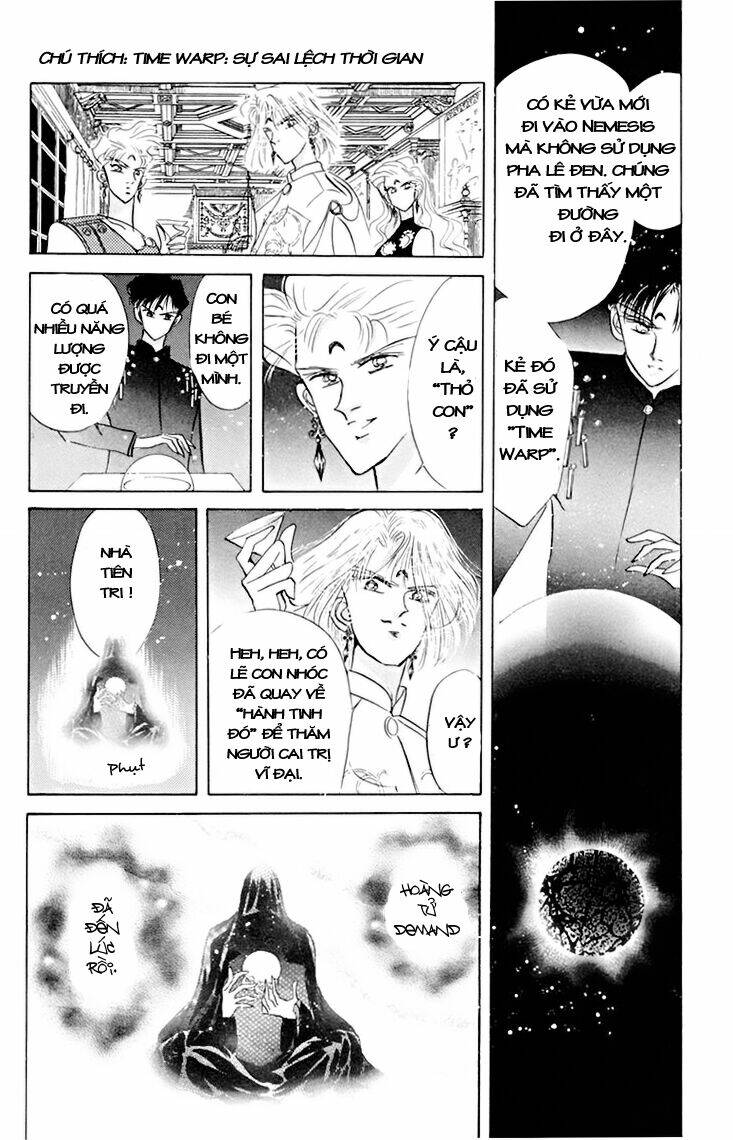 CHÚ THÍCH: TIME WARP: SỰ SAI LỆCH THỜI GIAN
CÓ KẺ VỪA MỚI
ĐI VÀO NEMESIS
MÀ KHÔNG SỬ DỤNG
PHA LÊ ĐEN. CHÚNG
ĐÃ TÌM THẤY MỘT
ĐƯỜNG
ĐI Ở ĐÂY.
KẺ ĐÓ
ĐÃ SỬ
DỤNG
"TIME
WARP".
Ý CẬU
LÀ,
"THỎ
CON"
?
CON
BÉ
KHÔNG
ĐI MỘT
MÌNH.
CÓ QUÁ
NHIỀU NĂNG
LƯỢNG
ĐƯỢC
TRUYỀN
ĐI.
VẬY
Ư ?
HEH, HEH, CÓ
LẼ CON NHÓC
ĐÃ QUAY VỀ
"HÀNH TINH
ĐÓ" ĐỂ THĂM
NGƯỜI CAI TRỊ
VĨ ĐẠI.
NHÀ
TIÊN
TRI !
Phụt
HOÀNG
TỬ
DEMAND
ĐÃ
ĐẾN
LÚC
RỒI.